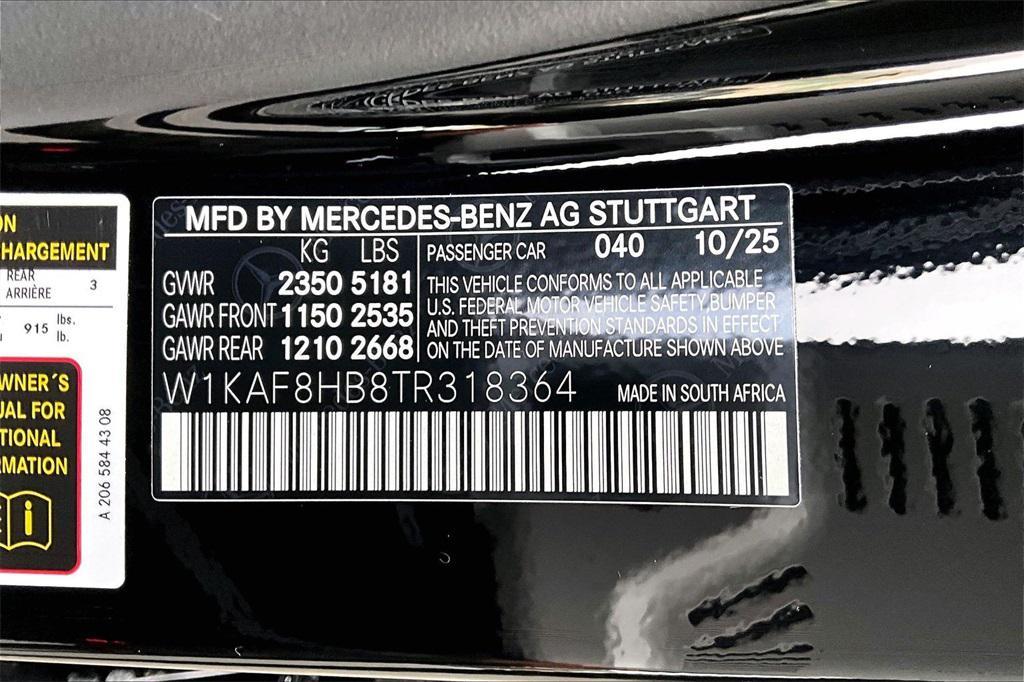 ON
CHARGEMENT
REAR
ARRIÈRE
3
915 lbs.
lb.
WNER´S
UAL FOR
TIONAL
RMATION
i
A 206 584 43 08
MFD BY MERCEDES-BENZ AG STUTTGART
KG LBS
GWWR 2350 5181
GAWR FRONT 1150 2535
GAWR REAR 1210 2668
PASSENGER CAR 040 10/25
THIS VEHICLE CONFORMS TO ALL APPLICABLE
U.S. FEDERAL MOTOR VEHICLE SAFETY,BUMPER
AND THEFT PREVENTION STANDARDS IN EFFECT
ON THE DATE OF MANUFACTURE SHOWN ABOVE
W1KAF8HB8TR318364 MADE IN SOUTH AFRICA